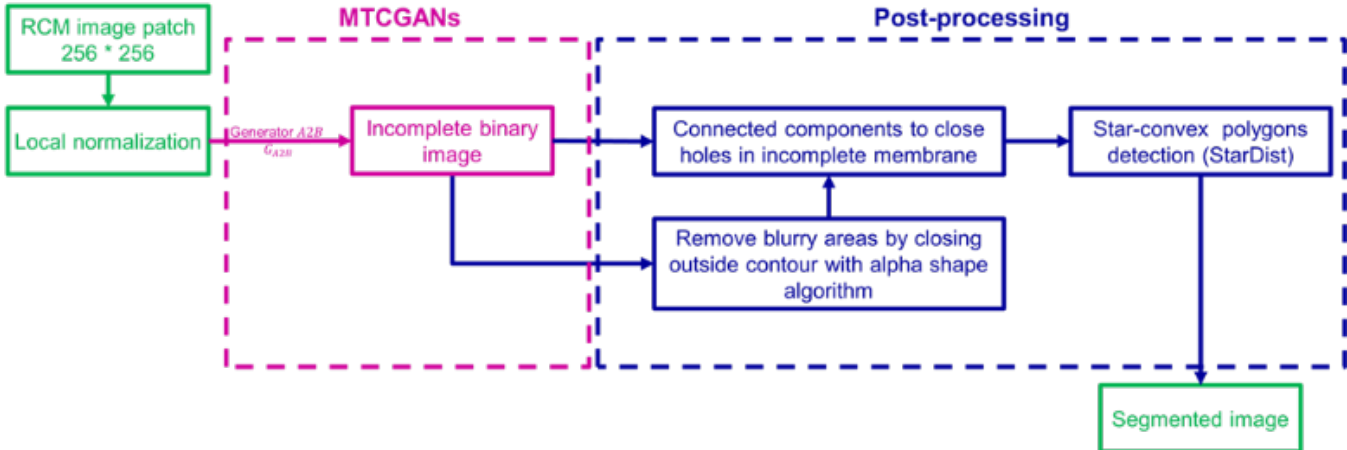 MTCGANs
Post-processing
RCM image patch
256 * 256
Local normalization
Generator A2B
G_{A2B}
Incomplete binary
image
Connected components to close
holes in incomplete membrane
Star-convex polygons
detection (StarDist)
Remove blurry areas by closing
outside contour with alpha shape
algorithm
Segmented image